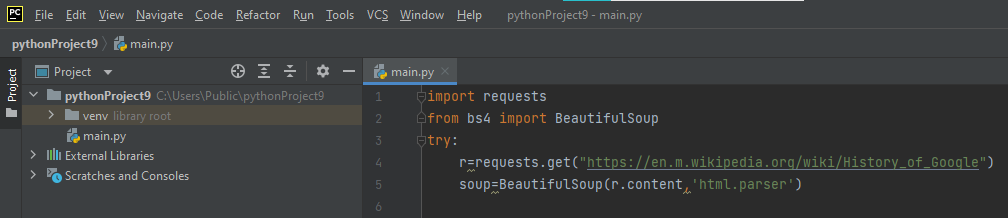 PC File Edit View Navigate Code Refactor Run Tools VCS Window Help pythonProject9 - main.py
pythonProject9 main.py
Project
Project
main.py
pythonProject9 C:\Users\Public\pythonProject9
venv library root
main.py
External Libraries
Scratches and Consoles
1 import requests
2 from bs4 import BeautifulSoup
3 try:
4 r=requests.get("https://en.m.wikipedia.org/wiki/History_of_Google")
5 soup=BeautifulSoup(r.content,'html.parser')
6